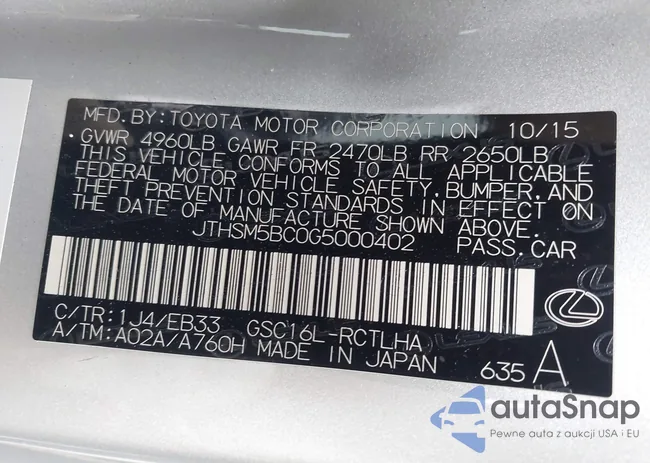 MFD. BY: TOYOTA MOTOR CORPORATION 10/15
GVWR 4960LB GAWR FR 2470LB RR 2650LB
THIS VEHICLE CONFORMS TO ALL APPLICABLE
FEDERAL MOTOR VEHICLE SAFETY, BUMPER, AND
THEFT PREVENTION STANDARDS IN EFFECT ON
THE DATE OF MANUFACTURE SHOWN ABOVE.
JTHSM5BC0G5000402 PASS. CAR
C/TR: 1J4/EB33 GSC16L-RCTLHA
A/TM: A02A/A760H MADE IN JAPAN 635 A
autaSnap
Pewne auta z aukcji USA i EU